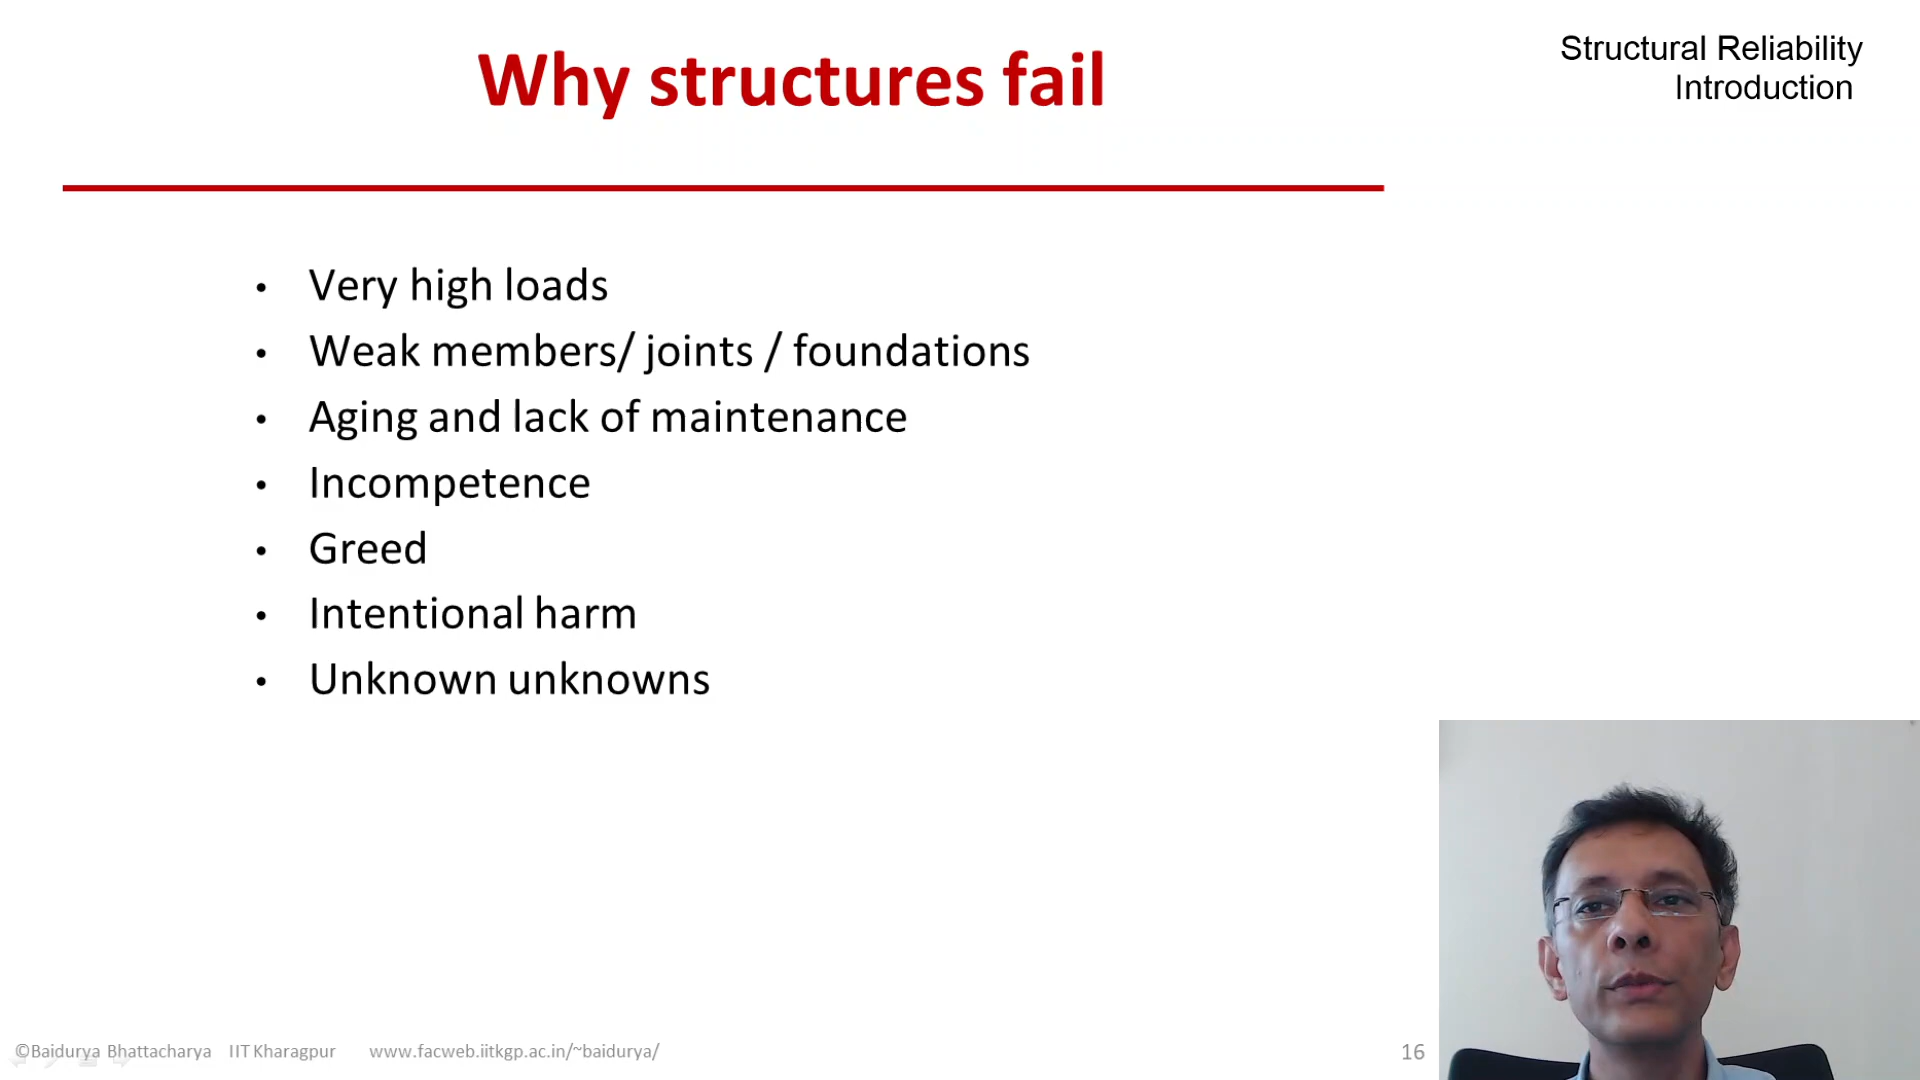 Why structures fail
Structural Reliability
Introduction
• Very high loads
• Weak members/ joints / foundations
• Aging and lack of maintenance
• Incompetence
• Greed
• Intentional harm
• Unknown unknowns
©Baidurya Bhattacharya IIT Kharagpur www.facweb.iitkgp.ac.in/~baidurya/ 16